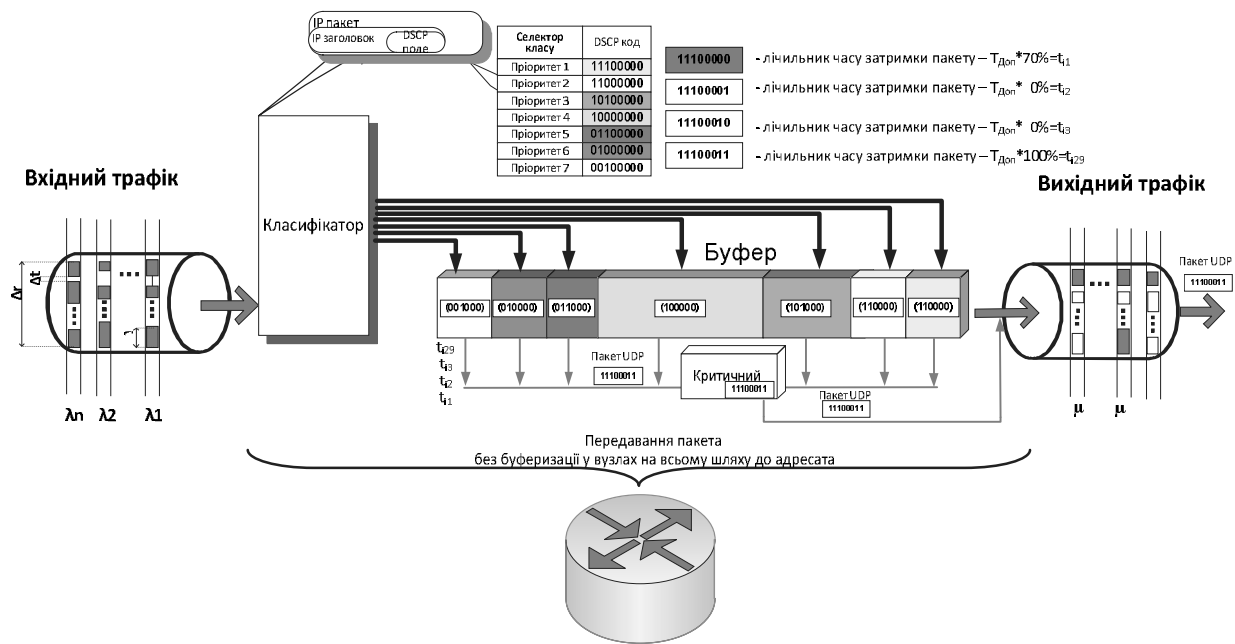 IP пакет
IP заголовок
DSCP
поле
Селектор класу DSCP код
Пріоритет 1 11100000
Пріоритет 2 11000000
Пріоритет 3 10100000
Пріоритет 4 10000000
Пріоритет 5 01100000
Пріоритет 6 01000000
Пріоритет 7 00100000
11100000 - лічильник часу затримки пакету – TДоп*70%=ti1
11100001 - лічильник часу затримки пакету – TДоп* 0%=ti2
11100010 - лічильник часу затримки пакету – TДоп* 0%=ti3
11100011 - лічильник часу затримки пакету – TДоп*100%=ti29
Вхідний трафік
Класифікатор
Вихідний трафік
Буфер
Δr
Δt
...
λn λ2 λ1
(001000) (010000) (011000) (100000) (101000) (110000) (110000)
ti29
ti3
ti2
ti1
Пакет UDP
11100011
Критичний
11100011
Пакет UDP
11100011
...
Пакет UDP
11100011
μ μ
Передавання пакета
без буферизації у вузлах на всьому шляху до адресата